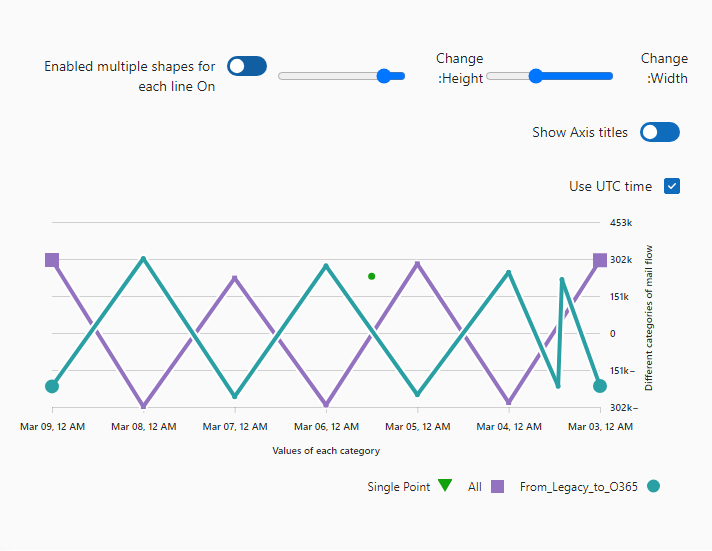 Enabled multiple shapes for
each line On
Change
:Height
Change
:Width
Show Axis titles
Use UTC time
453k
302k
151k
0
151k–
302k–
Different categories of mail flow
Mar 09, 12 AM
Mar 08, 12 AM
Mar 07, 12 AM
Mar 06, 12 AM
Mar 05, 12 AM
Mar 04, 12 AM
Mar 03, 12 AM
Values of each category
Single Point
All
From_Legacy_to_O365